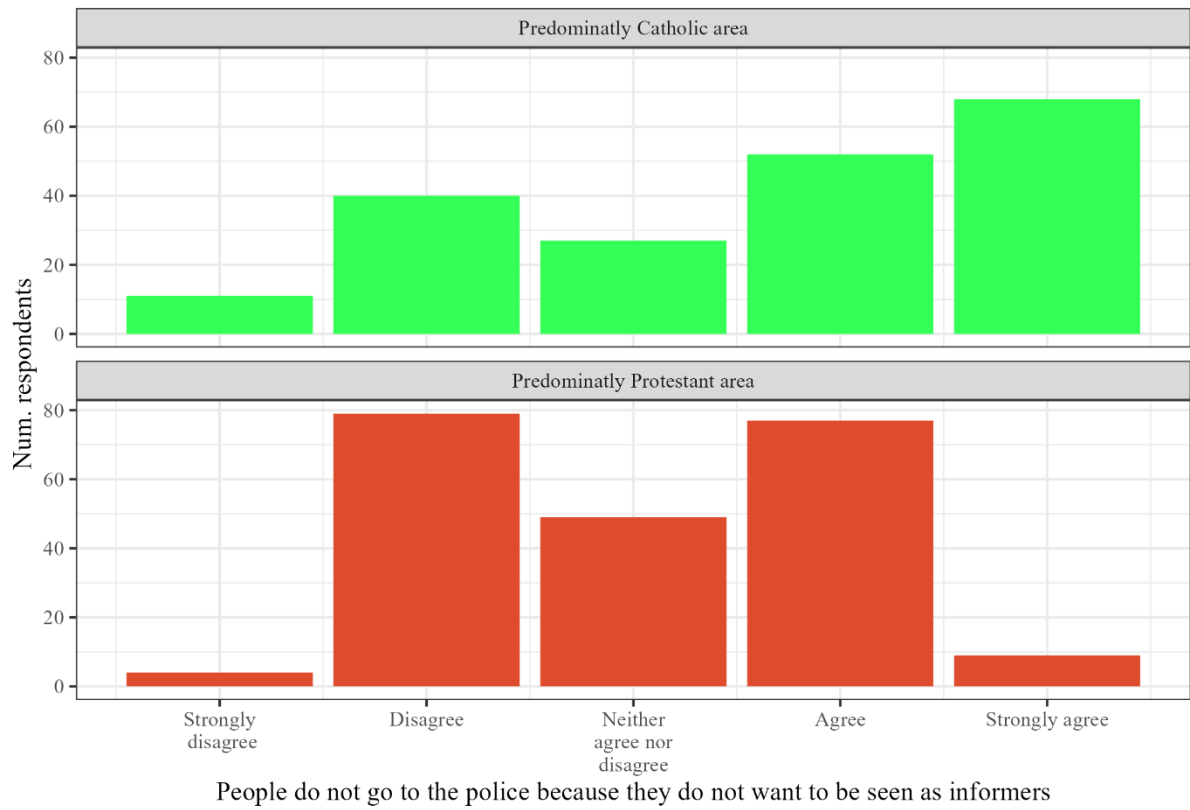 Predominatly Catholic area
80
60
40
20
0
Predominatly Protestant area
80
60
40
20
0
Num. respondents
Strongly
disagree
Disagree
Neither
agree nor
disagree
Agree
Strongly agree
People do not go to the police because they do not want to be seen as informers